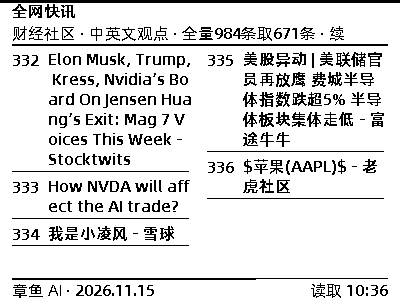 全网快讯
财经社区 · 中英文观点 · 全量984条取671条 · 续
332 Elon Musk, Trump,
Kress, Nvidia's Bo
ard On Jensen Hua
ng's Exit: Mag 7 V
oices This Week -
Stocktwits
333 How NVDA will aff
ect the AI trade?
334 我是小凌风 - 雪球
335 美股异动 | 美联储官
员再放鹰 费城半导
体指数跌超5% 半导
体板块集体走低 - 富
途牛牛
336 $苹果(AAPL)$ - 老
虎社区
章鱼 AI · 2026.11.15
读取 10:36